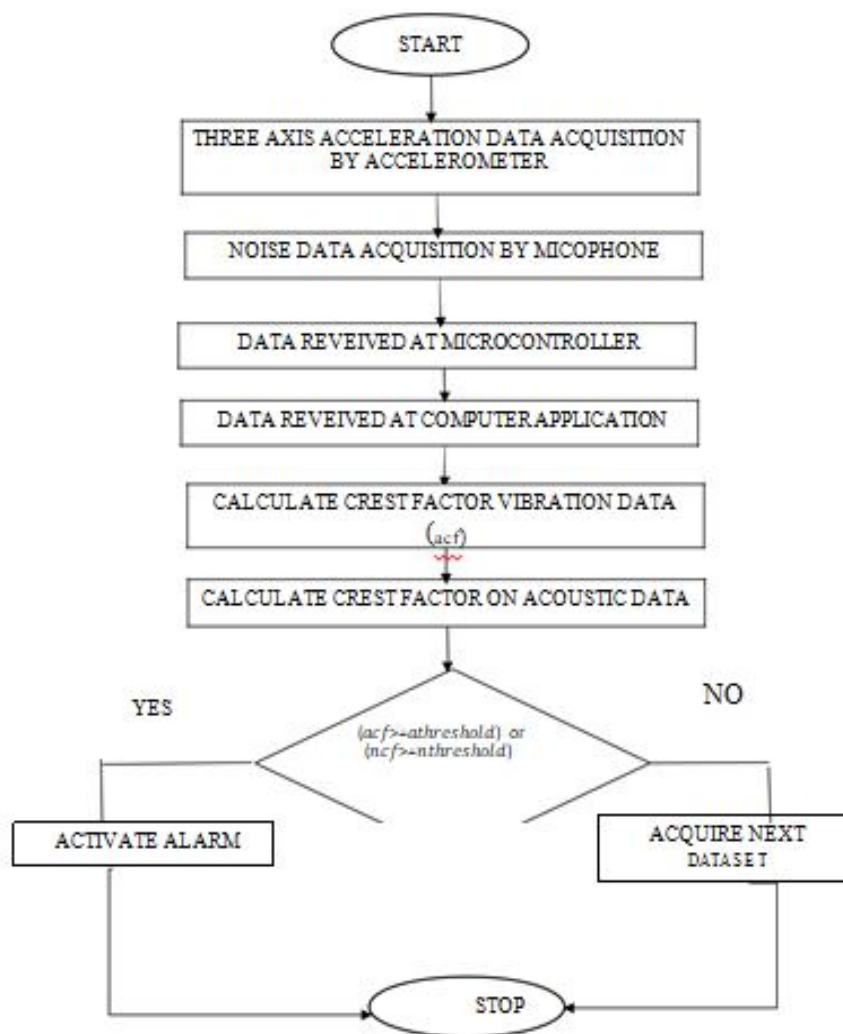 START
THREE AXIS ACCELERATION DATA ACQUISITION
BY ACCELEROMETER
NOISE DATA ACQUISITION BY MICOPHONE
DATA REVEIVED AT MICROCONTROLLER
DATA REVEIVED AT COMPUTER APPLICATION
CALCULATE CREST FACTOR VIBRATION DATA
(acf)
CALCULATE CREST FACTOR ON ACOUSTIC DATA
YES
NO
(acf>=athreshold) or
(ncf>=nthreshold)
ACTIVATE ALARM
ACQUIRE NEXT
DATASET
STOP